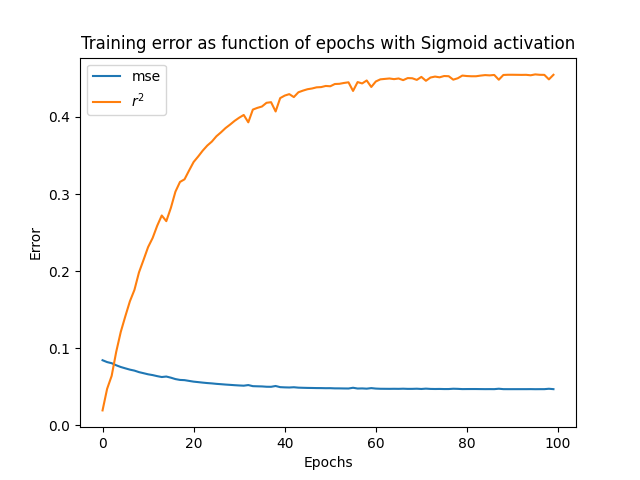 Training error as function of epochs with Sigmoid activation
mse
r²
0.4
0.3
0.2
0.1
0.0
Error
0
20
40
60
80
100
Epochs